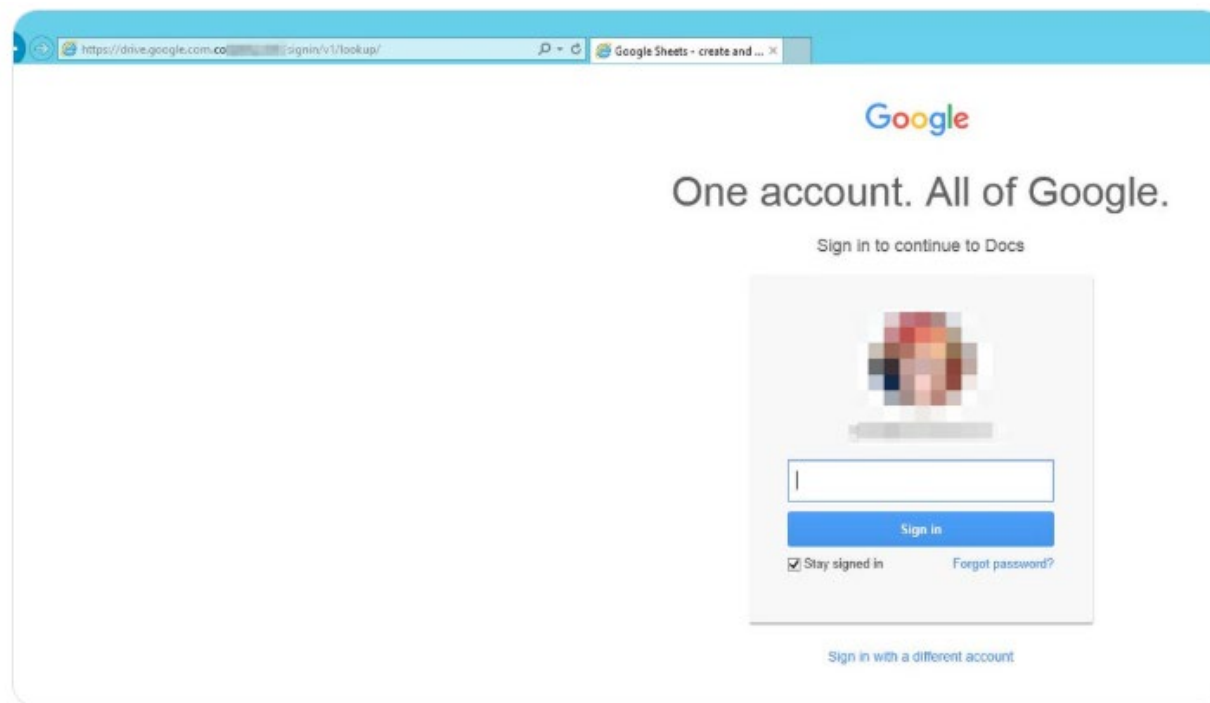 https://drive.google.com.co signin/v1/lookup/
Google Sheets - create and ...
Google
One account. All of Google.
Sign in to continue to Docs
Sign in
Stay signed in
Forgot password?
Sign in with a different account